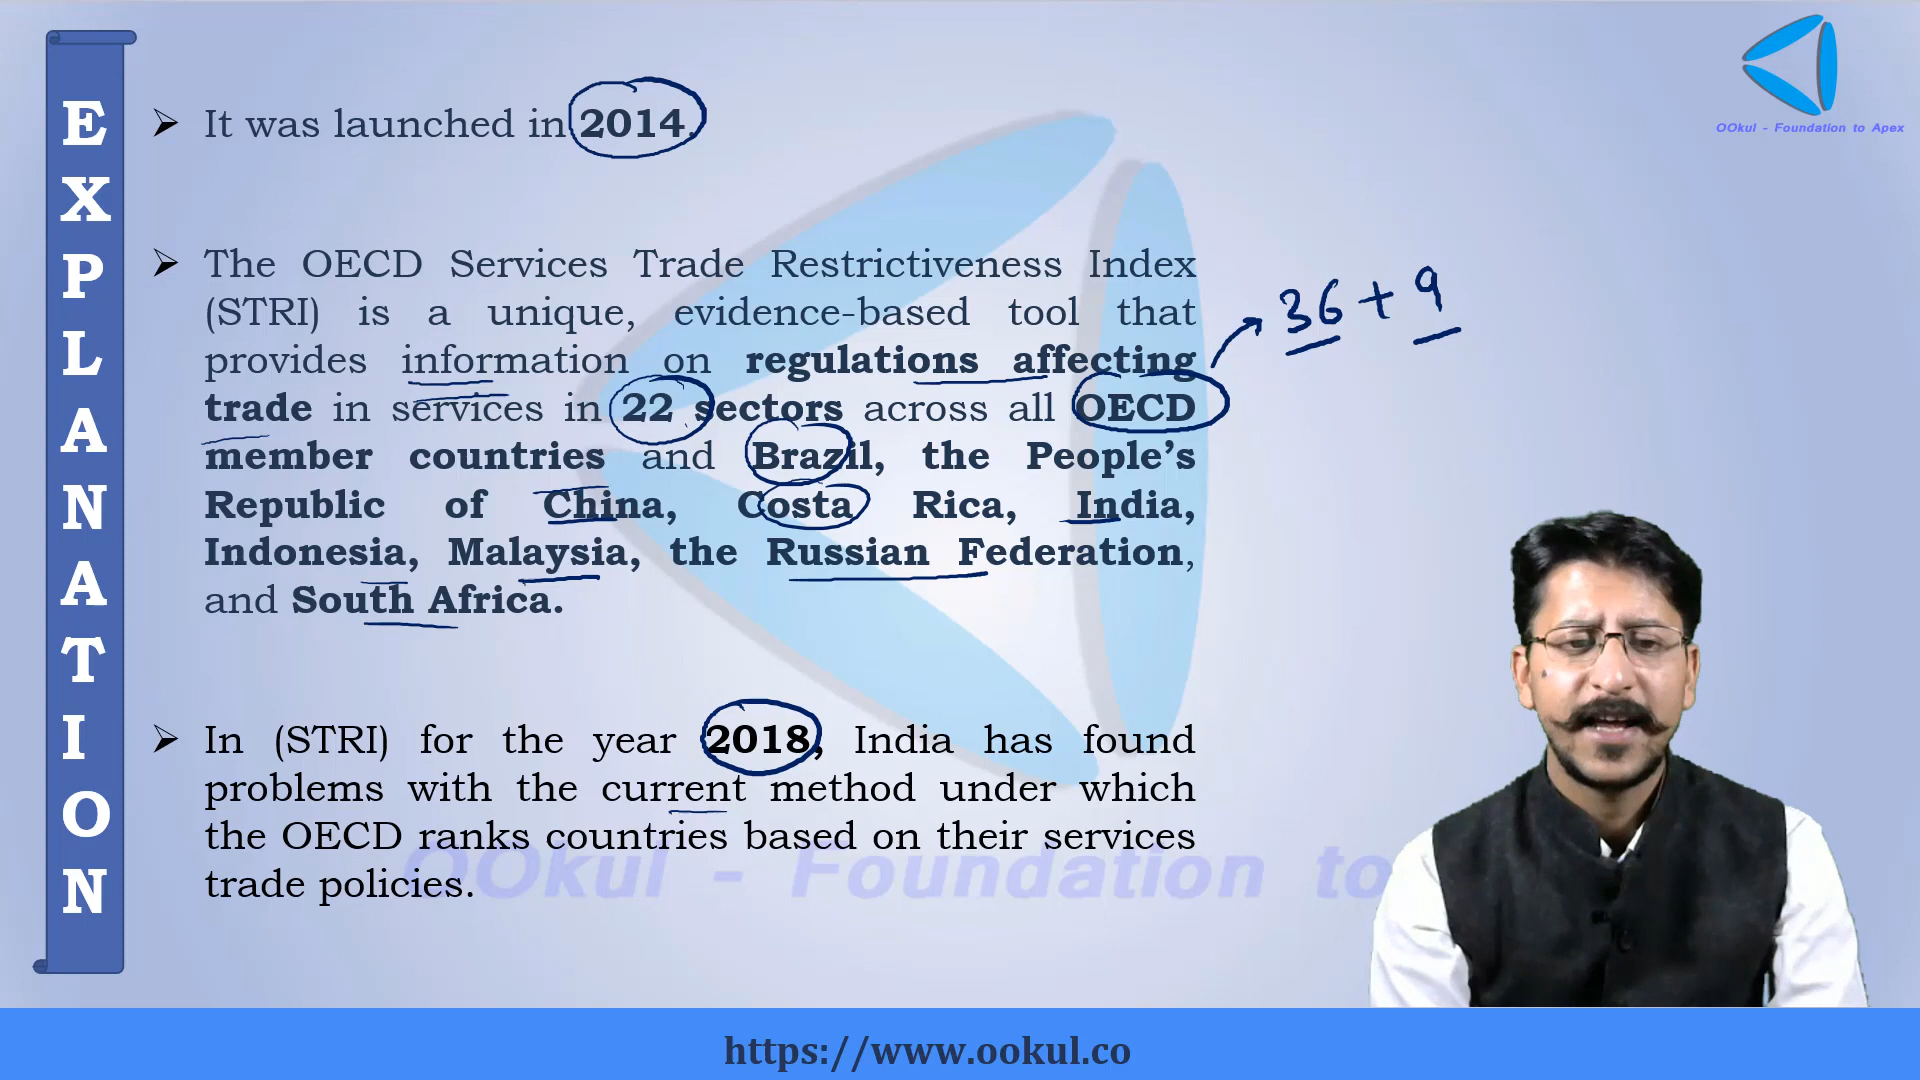 OOkul - Foundation to Apex
EXPLANATION
➢ It was launched in 2014.
➢ The OECD Services Trade Restrictiveness Index
(STRI) is a unique, evidence-based tool that
provides information on regulations affecting
trade in services in 22 sectors across all OECD
member countries and Brazil, the People’s
Republic of China, Costa Rica, India,
Indonesia, Malaysia, the Russian Federation,
and South Africa.
36 + 9
➢ In (STRI) for the year 2018, India has found
problems with the current method under which
the OECD ranks countries based on their services
trade policies.
OOkul - Foundation to
https://www.ookul.co